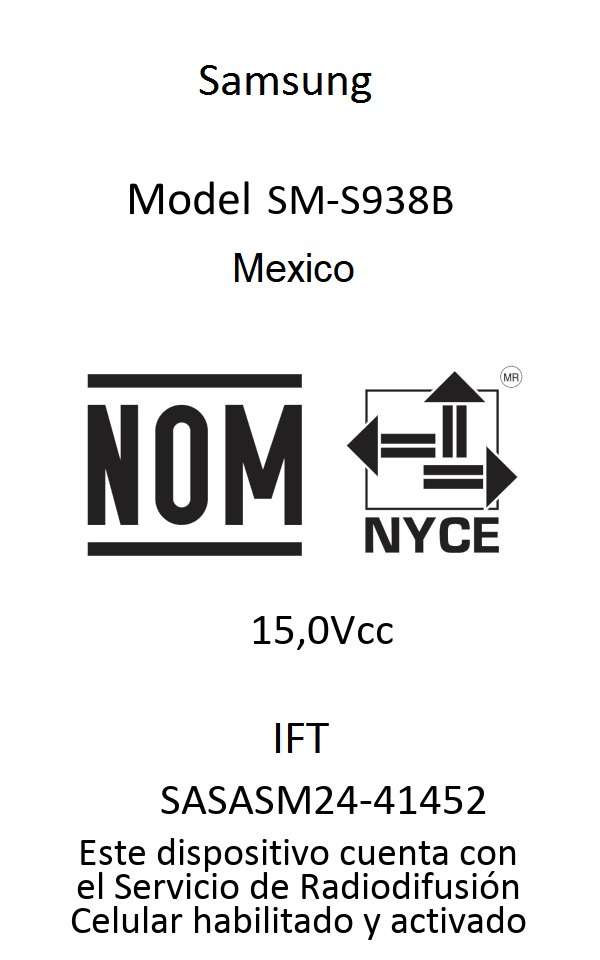 Samsung
Model SM-S938B
Mexico
MR
NOM
NYCE
15,0Vcc
IFT
SASASM24-41452
Este dispositivo cuenta con
el Servicio de Radiodifusión
Celular habilitado y activado